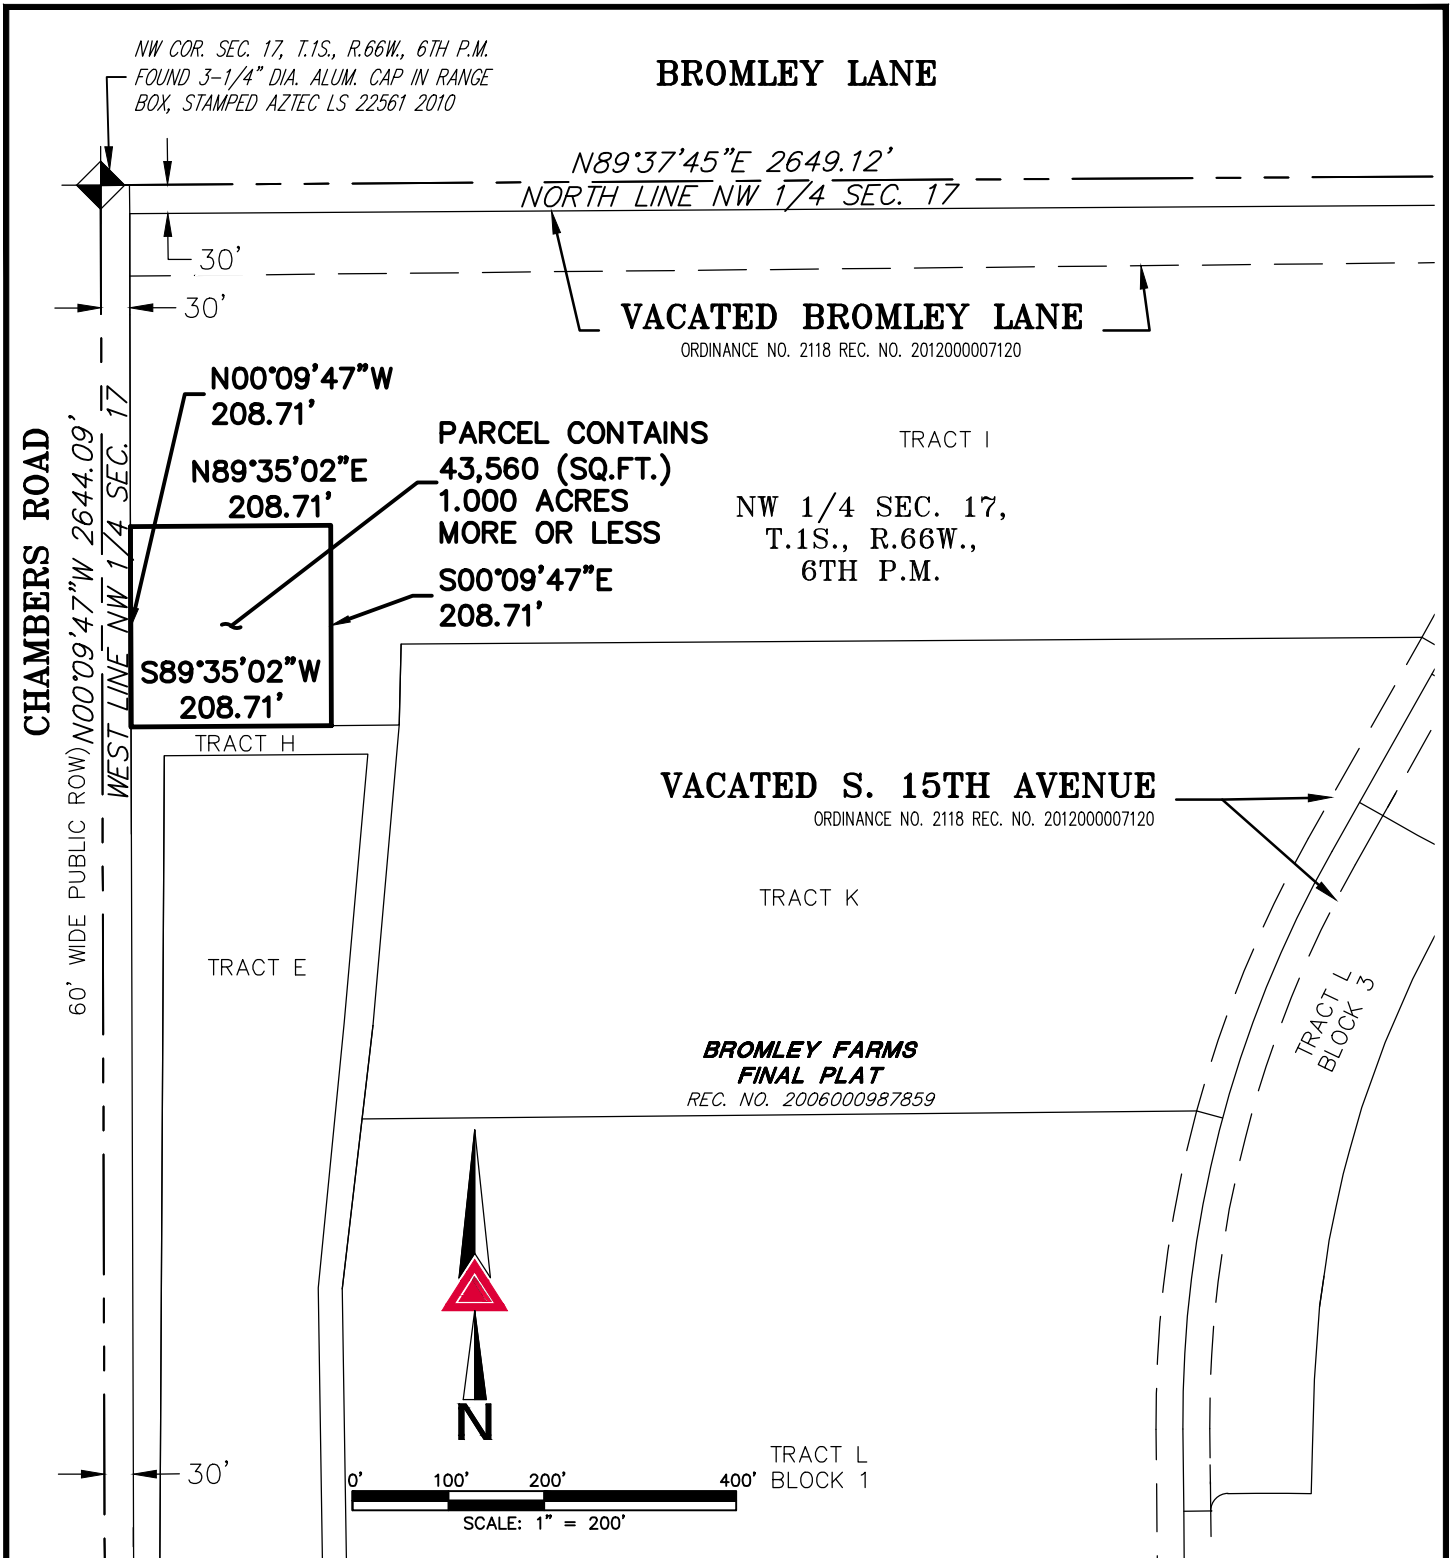 NW COR. SEC. 17, T.1S., R.66W., 6TH P.M.
FOUND 3-1/4" DIA. ALUM. CAP IN RANGE
BOX, STAMPED AZTEC LS 22561 2010
BROMLEY LANE
N89°37'45"E 2649.12'
NORTH LINE NW 1/4 SEC. 17
30'
30'
VACATED BROMLEY LANE
ORDINANCE NO. 2118 REC. NO. 2012000007120
N00°09'47"W
208.71'
N89°35'02"E
208.71'
PARCEL CONTAINS
43,560 (SQ.FT.)
1.000 ACRES
MORE OR LESS
S00°09'47"E
208.71'
S89°35'02"W
208.71'
TRACT I
NW 1/4 SEC. 17,
T.1S., R.66W.,
6TH P.M.
CHAMBERS ROAD
60' WIDE PUBLIC ROW)
N00°09'47"W 2644.09'
WEST LINE NW 1/4 SEC. 17
TRACT H
VACATED S. 15TH AVENUE
ORDINANCE NO. 2118 REC. NO. 2012000007120
TRACT K
TRACT E
TRACT L
BLOCK 3
BROMLEY FARMS
FINAL PLAT
REC. NO. 2006000987859
N
TRACT L
BLOCK 1
30'
0' 100' 200' 400'
SCALE: 1" = 200'